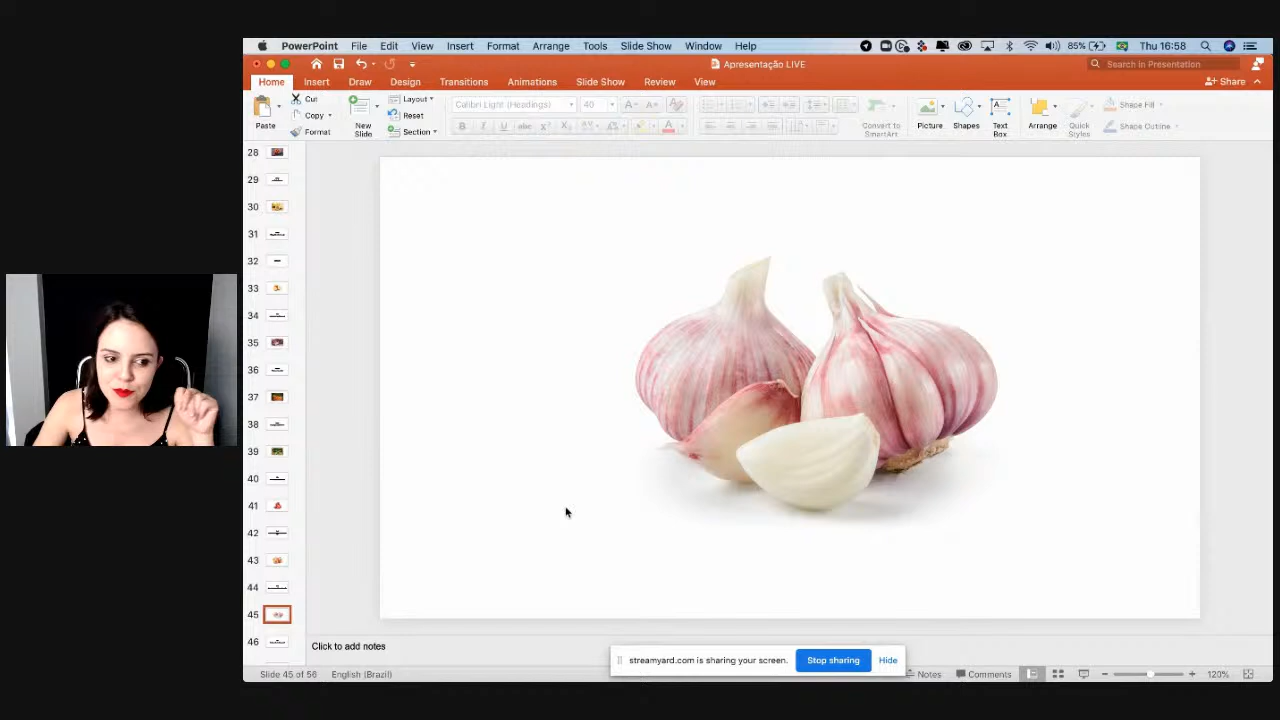 PowerPoint File Edit View Insert Format Arrange Tools Slide Show Window Help 85% Thu 16:58
Apresentação LIVE Search in Presentation
Home Insert Draw Design Transitions Animations Slide Show Review View Share
Paste Cut Copy Format New Slide Layout Reset Section Calibri Light (Headings) 40 Convert to SmartArt Picture Shapes Text Box Arrange Quick Styles Shape Fill Shape Outline
28
29
30
31
32
33
34
35
36
37
38
39
40
41
42
43
44
45
46
Click to add notes
streamyard.com is sharing your screen. Stop sharing Hide
Slide 45 of 56 English (Brazil) Notes Comments 120%